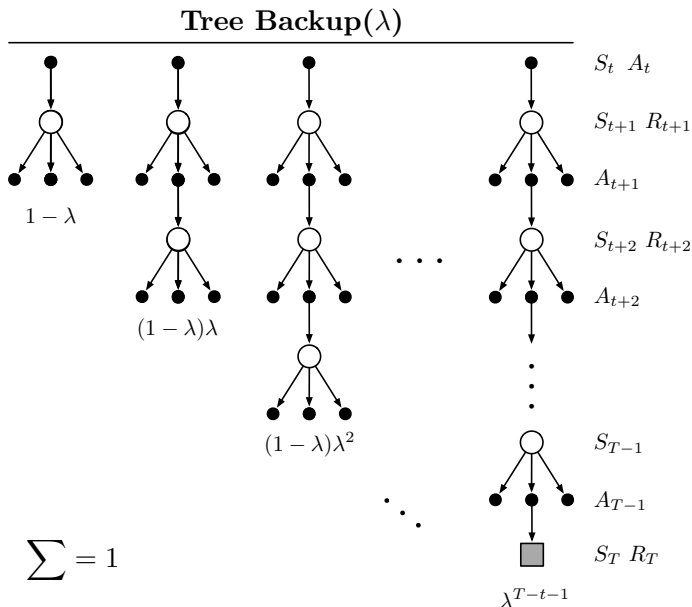 Tree Backup(λ)
S_t A_t
S_{t+1} R_{t+1}
A_{t+1}
1 − λ
S_{t+2} R_{t+2}
. . .
A_{t+2}
(1 − λ)λ
(1 − λ)λ^2
S_{T−1}
A_{T−1}
∑ = 1
S_T R_T
λ^{T−t−1}